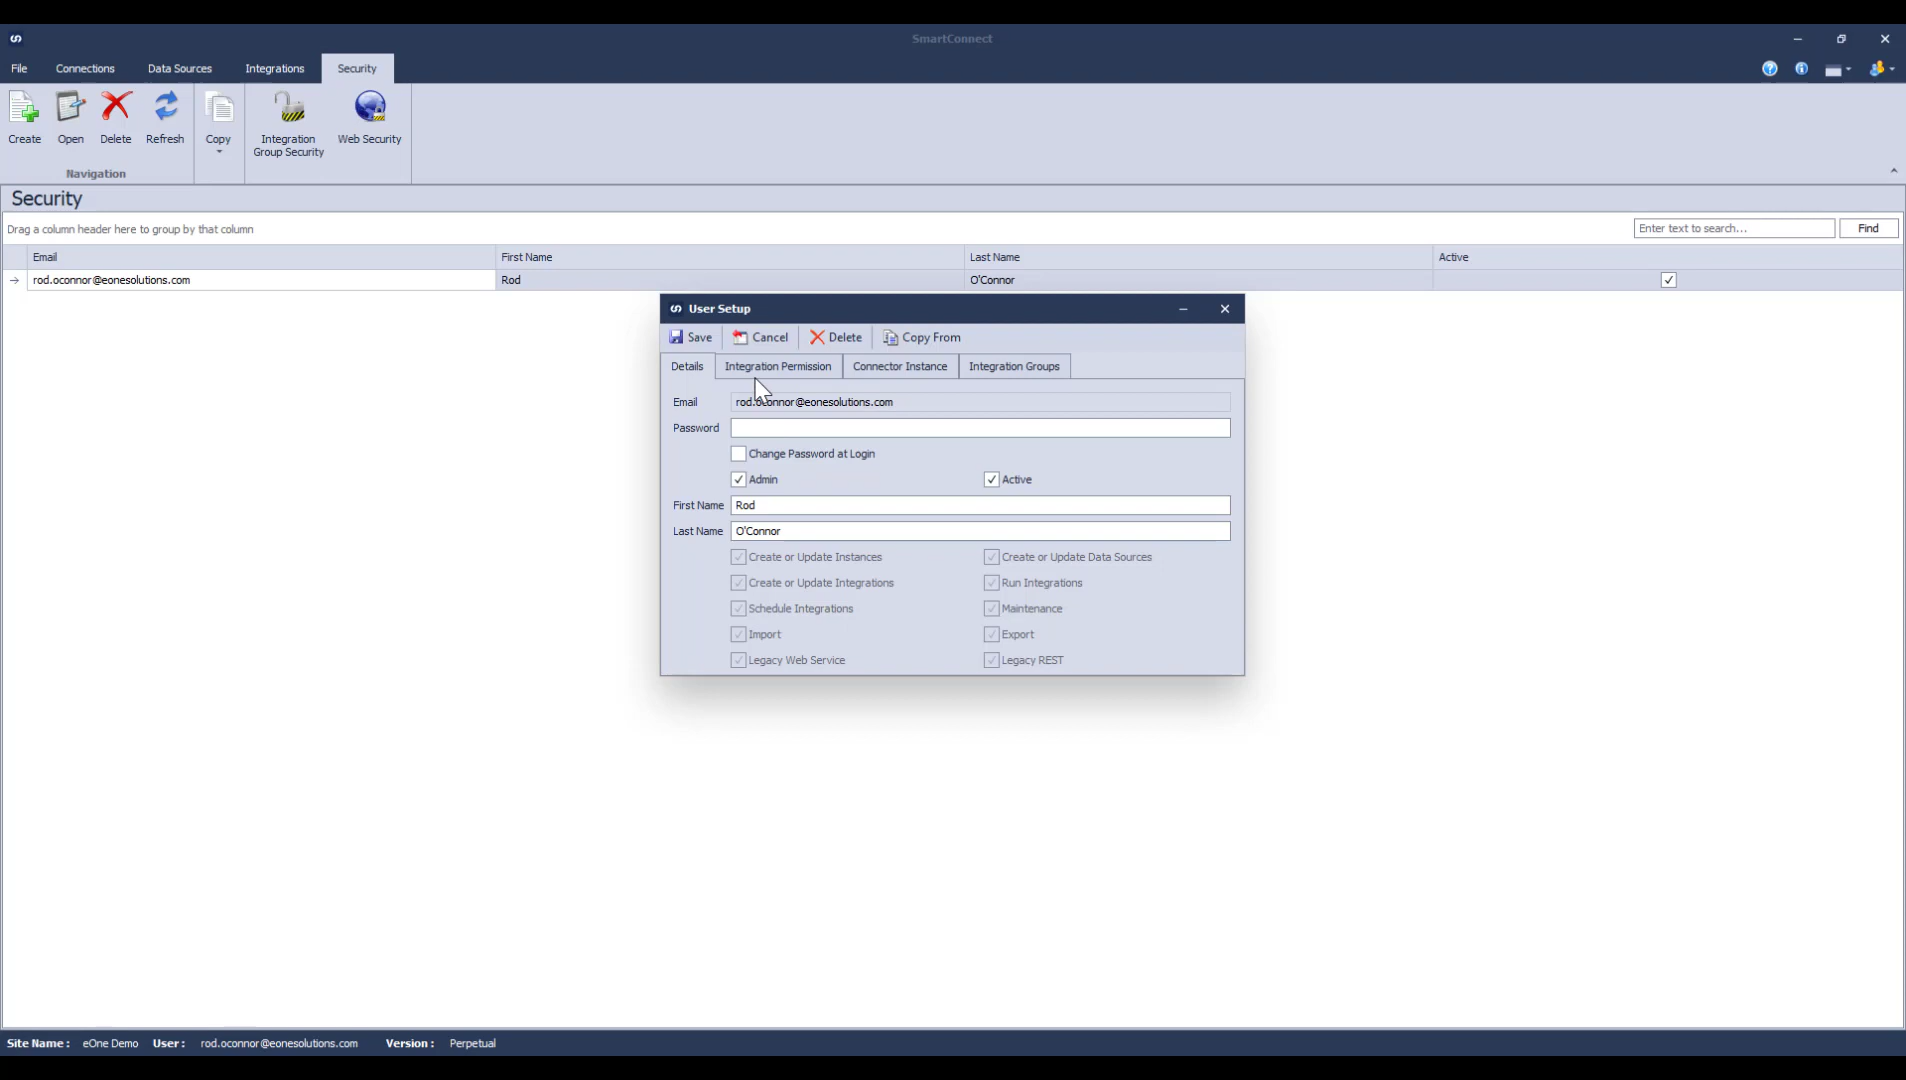 SmartConnect
File Connections Data Sources Integrations Security
Create Open Delete Refresh Copy Integration Group Security Web Security
Navigation
Security
Drag a column header here to group by that column
Enter text to search... Find
Email First Name Last Name Active
rod.oconnor@eonesolutions.com Rod O'Connor
User Setup
Save Cancel Delete Copy From
Details Integration Permission Connector Instance Integration Groups
Email rod.oconnor@eonesolutions.com
Password
Change Password at Login
Admin Active
First Name Rod
Last Name O'Connor
Create or Update Instances Create or Update Data Sources
Create or Update Integrations Run Integrations
Schedule Integrations Maintenance
Import Export
Legacy Web Service Legacy REST
Site Name : eOne Demo User : rod.oconnor@eonesolutions.com Version : Perpetual